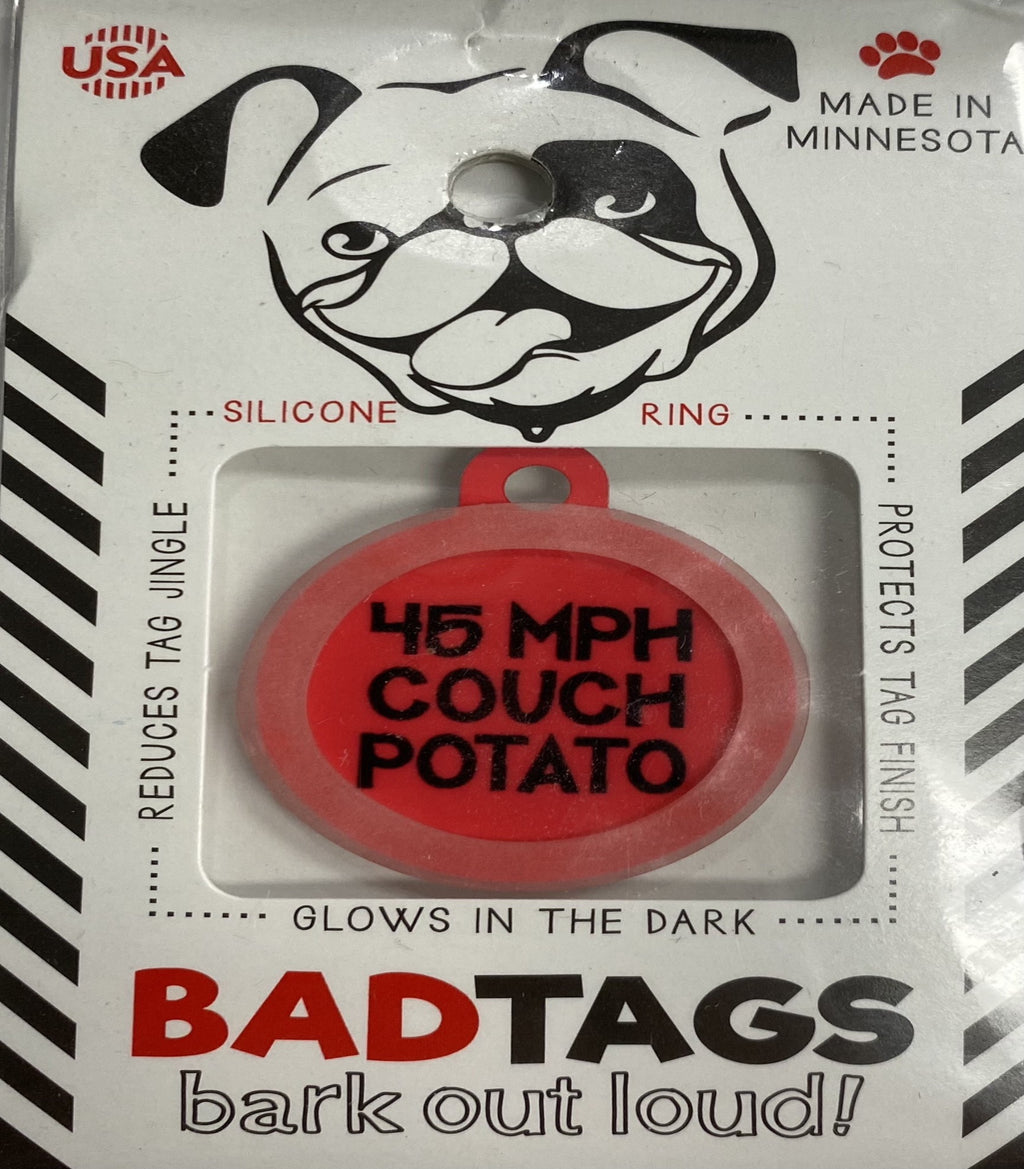 USA
MADE IN
MINNESOTA
SILICONE RING
REDUCES TAG JINGLE
PROTECTS TAG FINISH
45 MPH
COUCH
POTATO
GLOWS IN THE DARK
BADTAGS
bark out loud!